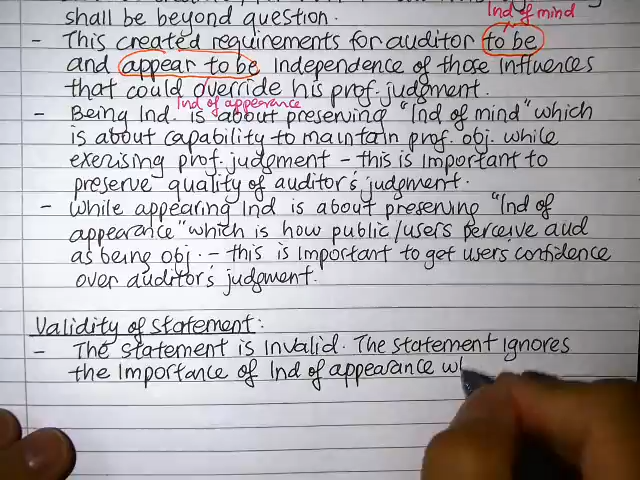 shall be beyond question.
Ind of mind
- This created requirements for auditor to be
and appear to be independence of those influences
that could override his prof. judgment.
Ind of appearance
- Being Ind. is about preserving "Ind of mind" which
is about capability to maintain prof. obj. while
exerising prof. judgment - this is important to
preserve quality of auditor's judgment.
- While appearing Ind is about preserving "Ind of
appearance" which is how public/users perceive aud
as being obj. - this is important to get users' confidence
over auditor's judgment.
Validity of statement:
- The statement is invalid. The statement ignores
the importance of Ind of appearance wh